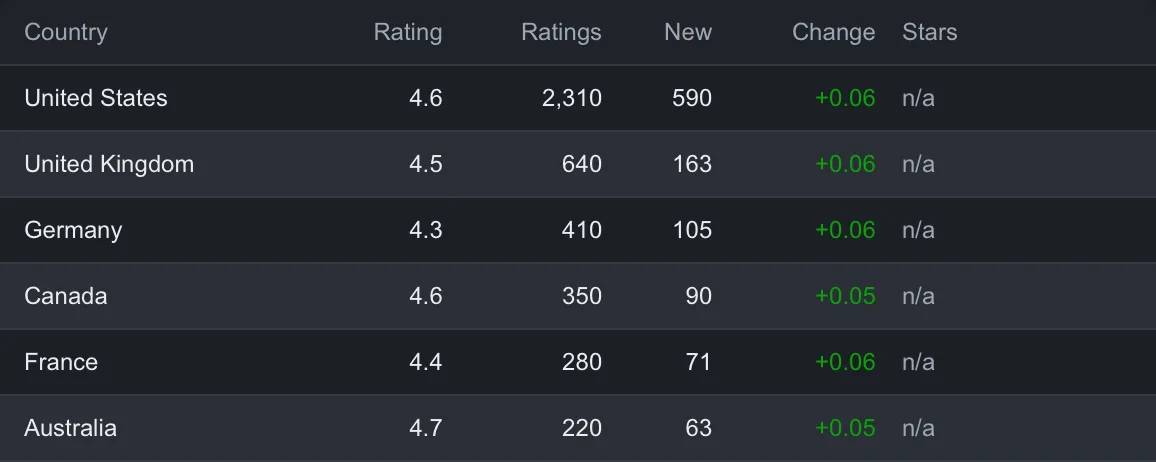 Country Rating Ratings New Change Stars
United States 4.6 2,310 590 +0.06 n/a
United Kingdom 4.5 640 163 +0.06 n/a
Germany 4.3 410 105 +0.06 n/a
Canada 4.6 350 90 +0.05 n/a
France 4.4 280 71 +0.06 n/a
Australia 4.7 220 63 +0.05 n/a